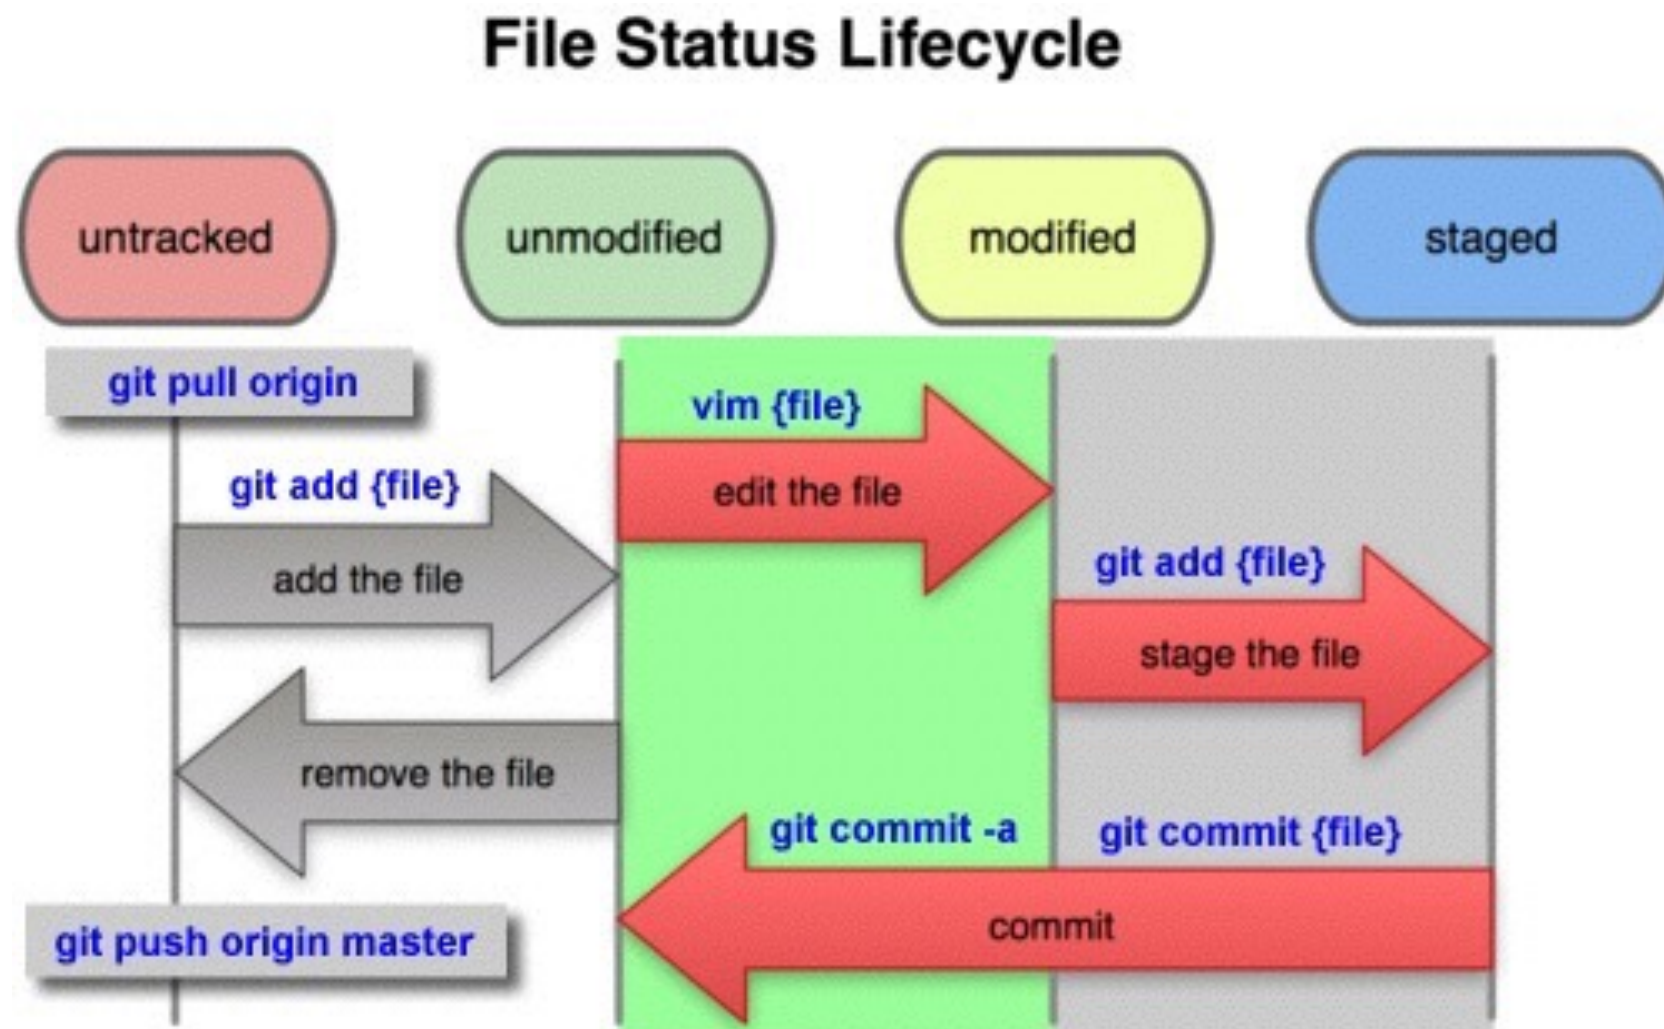 File Status Lifecycle
untracked
unmodified
modified
staged
git pull origin
vim {file}
git add {file}
edit the file
add the file
git add {file}
stage the file
remove the file
git commit -a
git commit {file}
git push origin master
commit